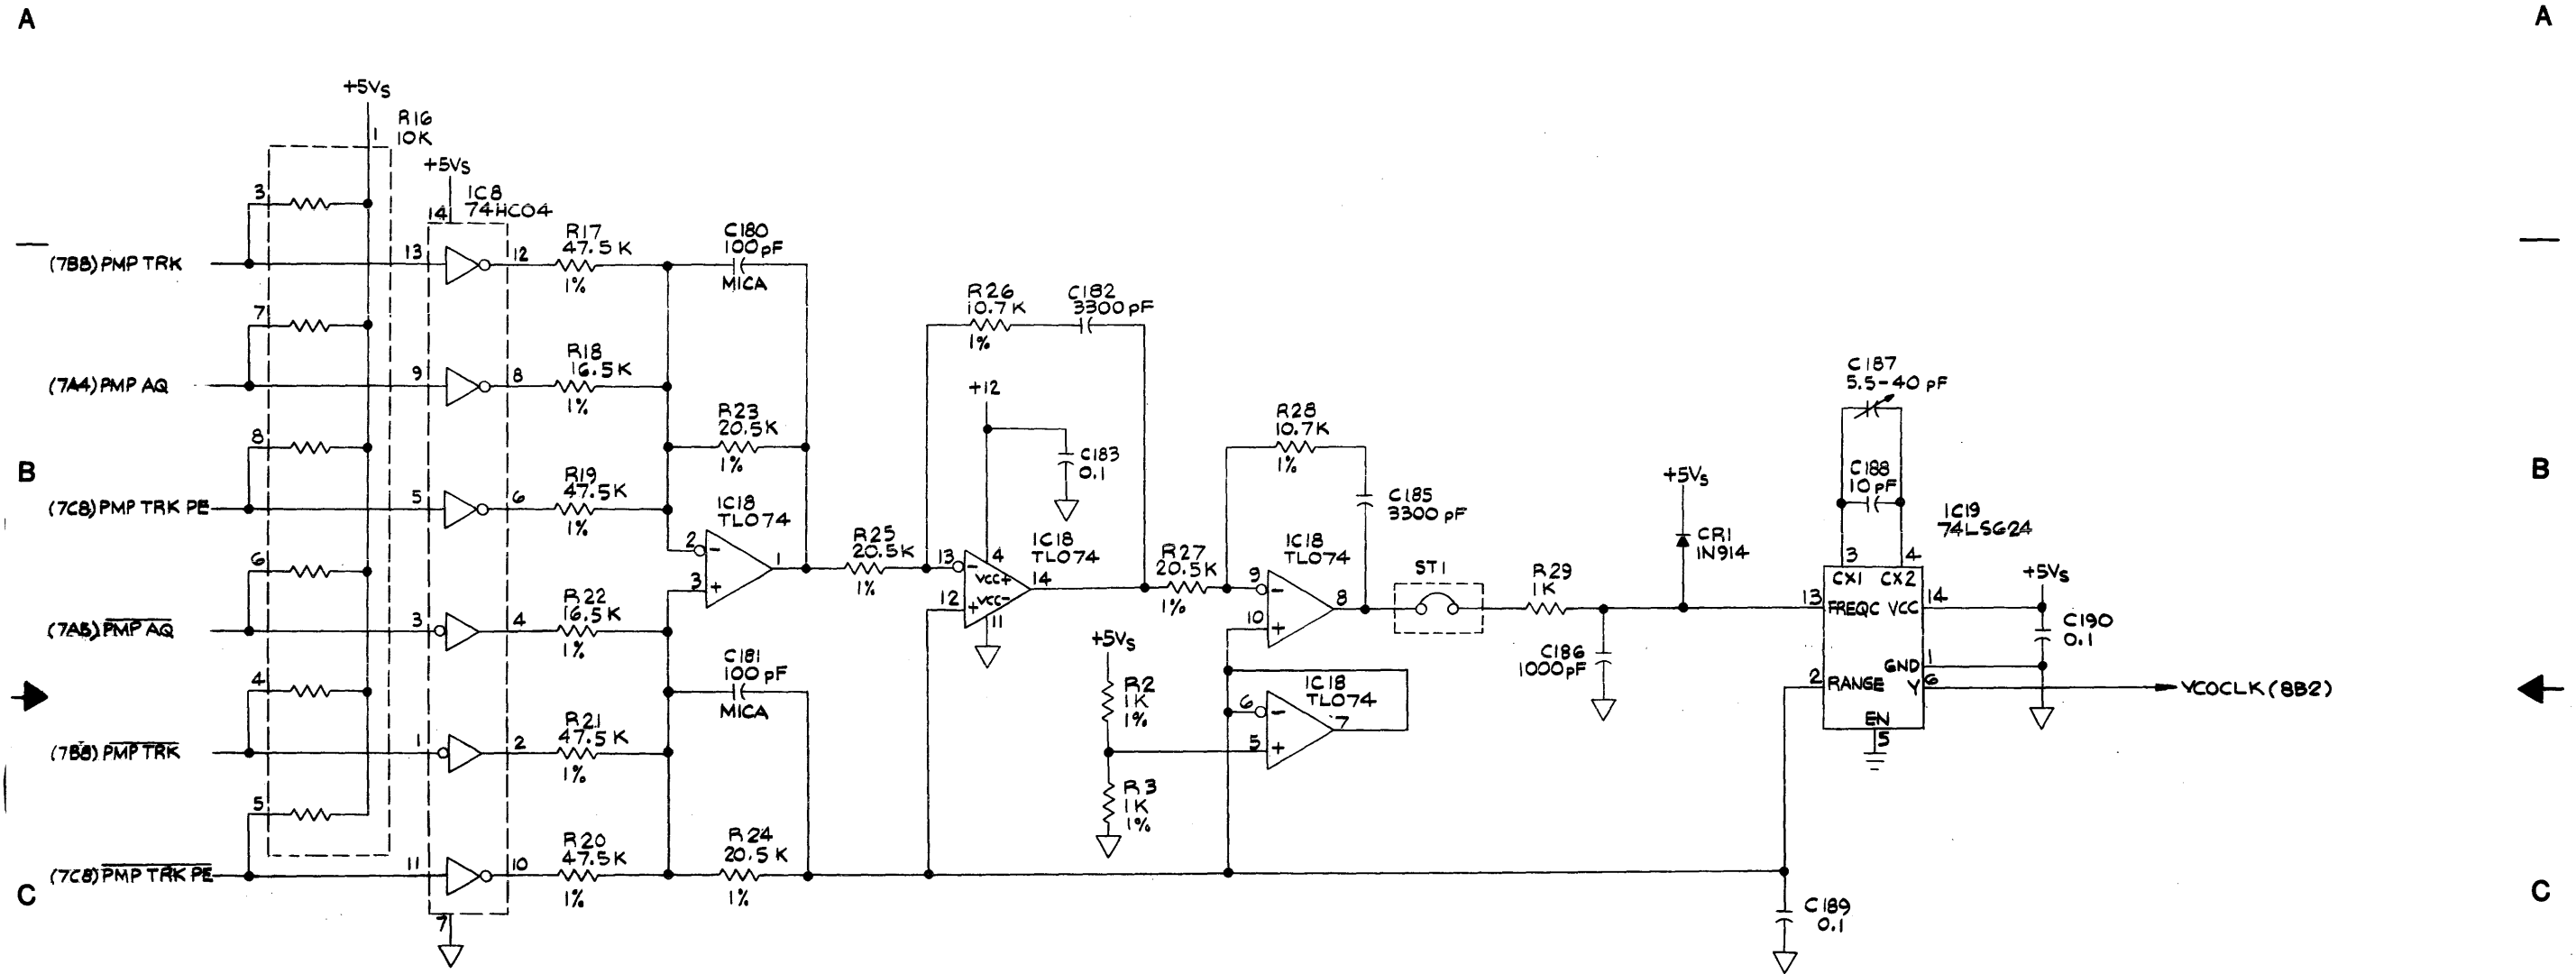 A
A
+5VS
R16
10K
1
+5VS
IC8
74HC04
14
3
(7B8) PMP TRK
13
12
R17
47.5K
1%
C180
100pF
MICA
7
(7A4) PMP AQ
9
8
R18
16.5K
1%
R26
10.7K
1%
C182
3300pF
+12
C183
0.1
R23
20.5K
1%
8
B
(7C8) PMP TRK PE
5
6
R19
47.5K
1%
IC18
TL074
2
-
3
+
1
R25
20.5K
1%
13
-
4
VCC+
VCC-
12
+
11
14
IC18
TL074
R27
20.5K
1%
R28
10.7K
1%
C185
3300 pF
IC18
TL074
9
-
10
+
8
ST1
R29
1K
C186
1000pF
+5VS
CR1
1N914
C187
5.5-40 pF
C188
10pF
IC19
74LS624
B
3
4
CX1
CX2
13
FREQC
VCC
14
+5VS
C190
0.1
GND
1
2
RANGE
Y
6
EN
5
VCOCLK (8B2)
6
(7A5) PMP AQ
3
4
R22
16.5K
1%
C181
100pF
MICA
4
(7B8) PMP TRK
1
2
R21
47.5K
1%
+5VS
R2
1K
1%
R3
1K
1%
IC18
TL074
6
-
5
+
7
5
C
(7C8) PMP TRK PE
11
10
R20
47.5K
1%
R24
20.5K
1%
7
C189
0.1
C